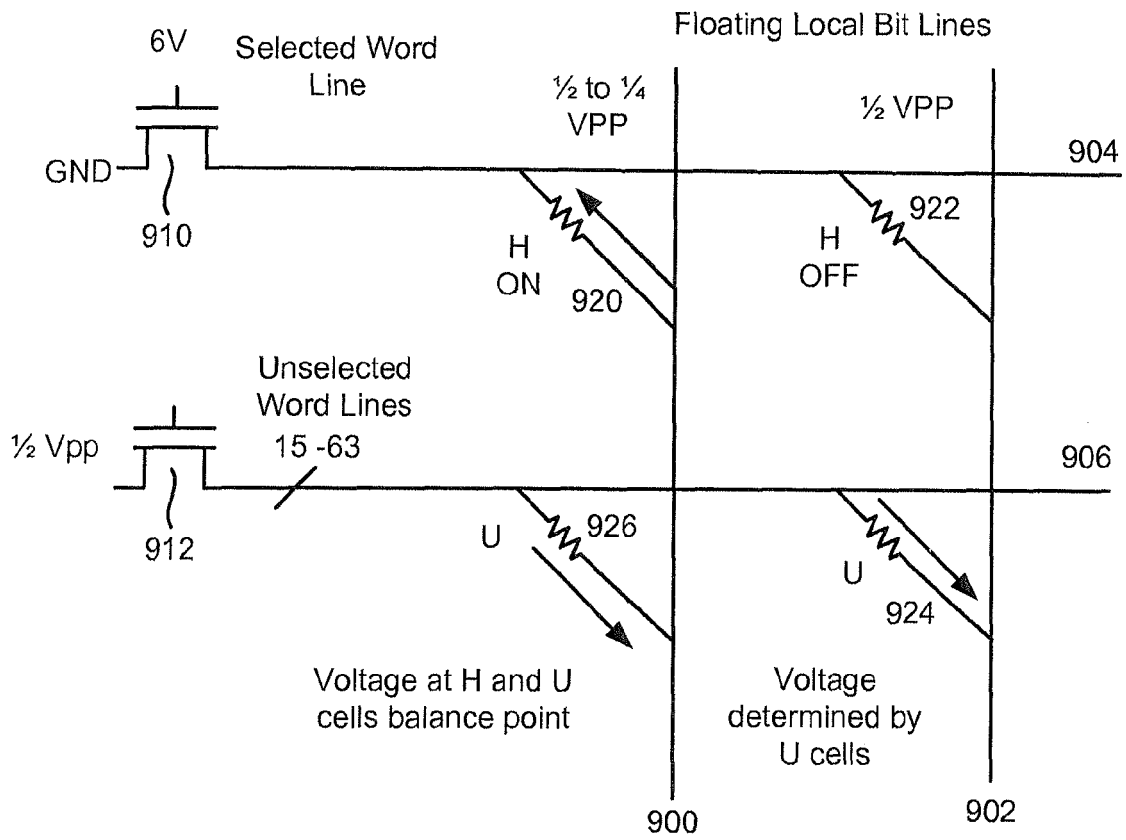 Floating Local Bit Lines
6V
Selected Word
Line
½ to ¼
VPP
½ VPP
GND
904
910
H
ON
920
H
OFF
922
Unselected
Word Lines
15 -63
½ Vpp
906
912
U
926
U
924
Voltage at H and U
cells balance point
Voltage
determined by
U cells
900
902